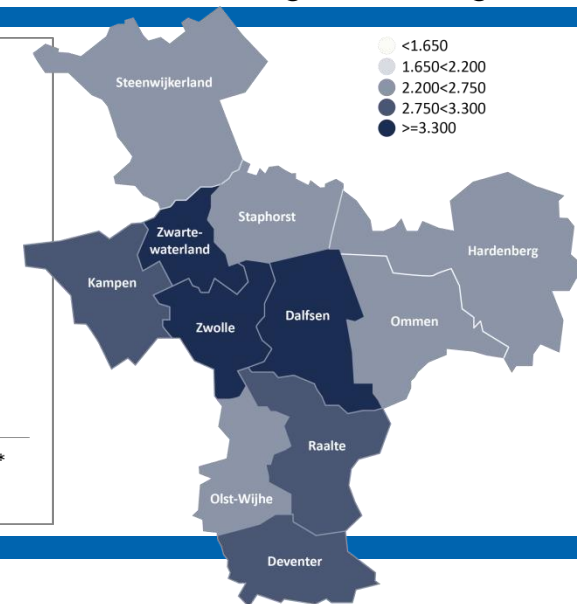 <1.650
1.650<2.200
2.200<2.750
2.750<3.300
>=3.300
Steenwijkerland
Staphorst
Zwarte-
waterland
Hardenberg
Kampen
Zwolle
Dalfsen
Ommen
Raalte
*
Olst-Wijhe
Deventer